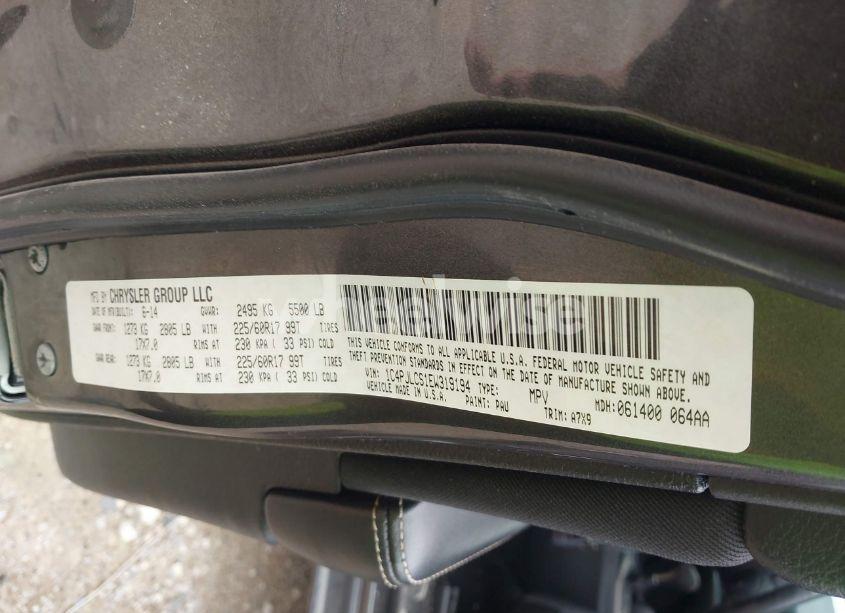 MFD BY CHRYSLER GROUP LLC
DATE OF MFR(BUILT): 6-14 GVWR: 2495 KG 5500 LB
GAWR FRONT: 1273 KG 2805 LB WITH 225/60R17 99T TIRES
17X7.0 RIMS AT 230 KPA ( 33 PSI) COLD
GAWR REAR: 1273 KG 2805 LB WITH 225/60R17 99T TIRES
17X7.0 RIMS AT 230 KPA ( 33 PSI) COLD
THIS VEHICLE CONFORMS TO ALL APPLICABLE U.S.A. FEDERAL MOTOR VEHICLE SAFETY AND
THEFT PREVENTION STANDARDS IN EFFECT ON THE DATE OF MANUFACTURE SHOWN ABOVE.
VIN: 1C4PJLCS1EW319194 TYPE: MPV MDH: 061400 064AA
VEHICLE MADE IN U.S.A. PAINT: PAU TRIM: A7X9
wheelwise